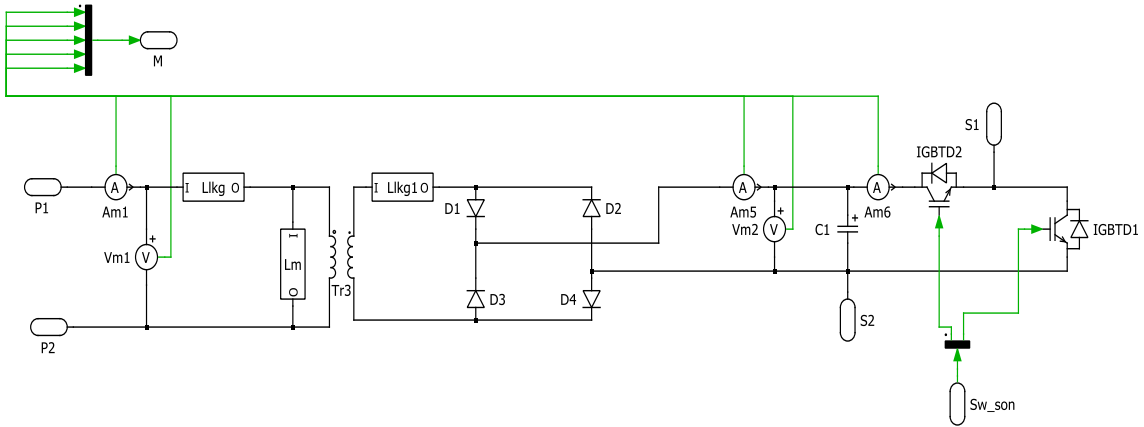 M
S1
IGBTD2
A
I Llkg O
I Llkg1O
A
A
P1
Am1
D1
D2
Am5
Am6
+
+
C1
+
IGBTD1
Vm2
V
Vm1
V
I
Lm
O
Tr3
D3
D4
P2
S2
Sw_son